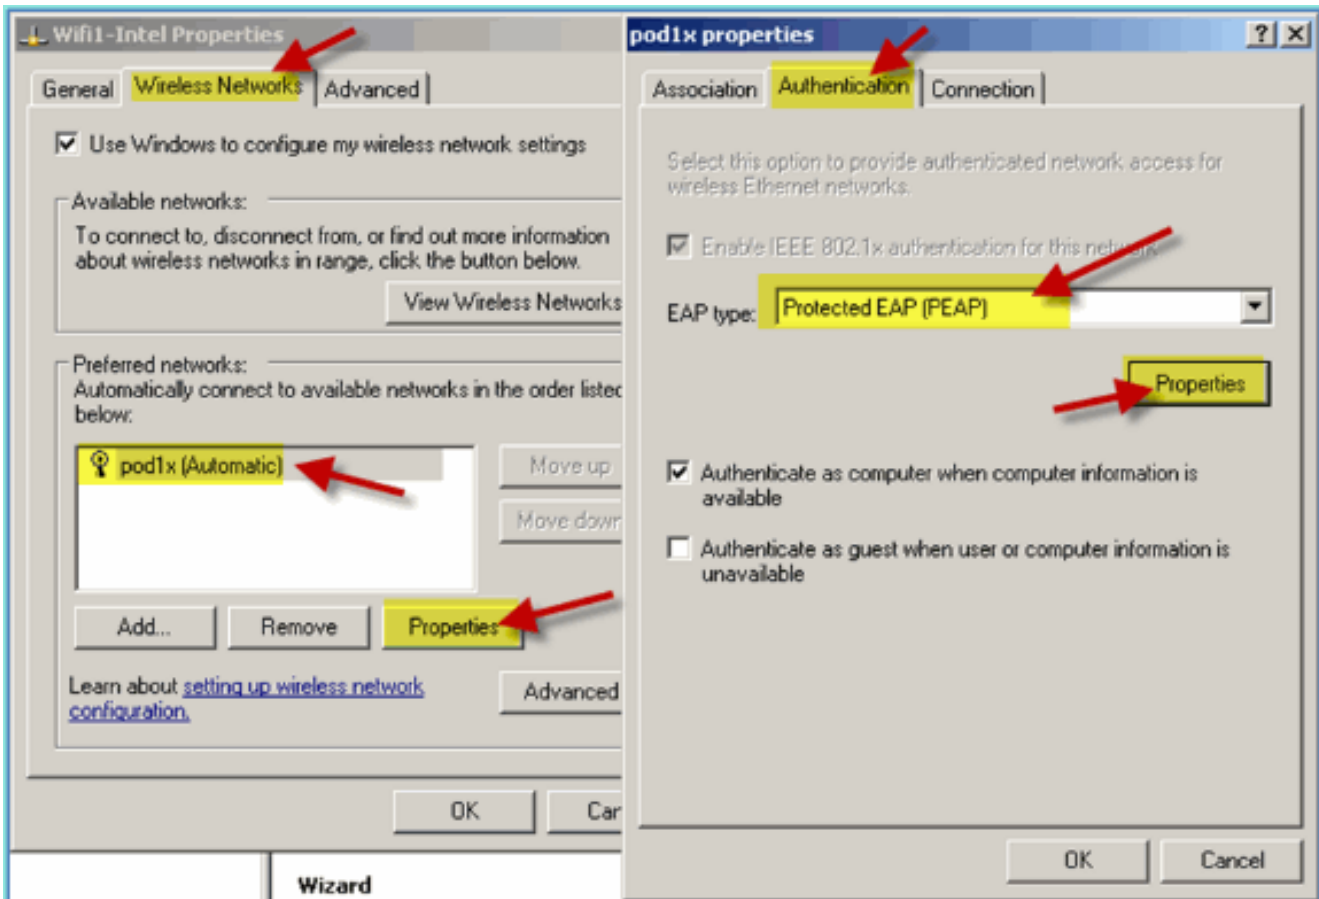 Wifi1-Intel Properties
General Wireless Networks Advanced
Use Windows to configure my wireless network settings
Available networks:
To connect to, disconnect from, or find out more information
about wireless networks in range, click the button below.
View Wireless Networks
Preferred networks:
Automatically connect to available networks in the order listed
below:
pod1x (Automatic)
Move up
Move down
Add... Remove Properties
Learn about setting up wireless network
configuration.
Advanced
OK
Wizard
pod1x properties
Association Authentication Connection
Select this option to provide authenticated network access for
wireless Ethernet networks.
Enable IEEE 802.1x authentication for this network
EAP type: Protected EAP (PEAP)
Properties
Authenticate as computer when computer information is
available
Authenticate as guest when user or computer information is
unavailable
OK Cancel